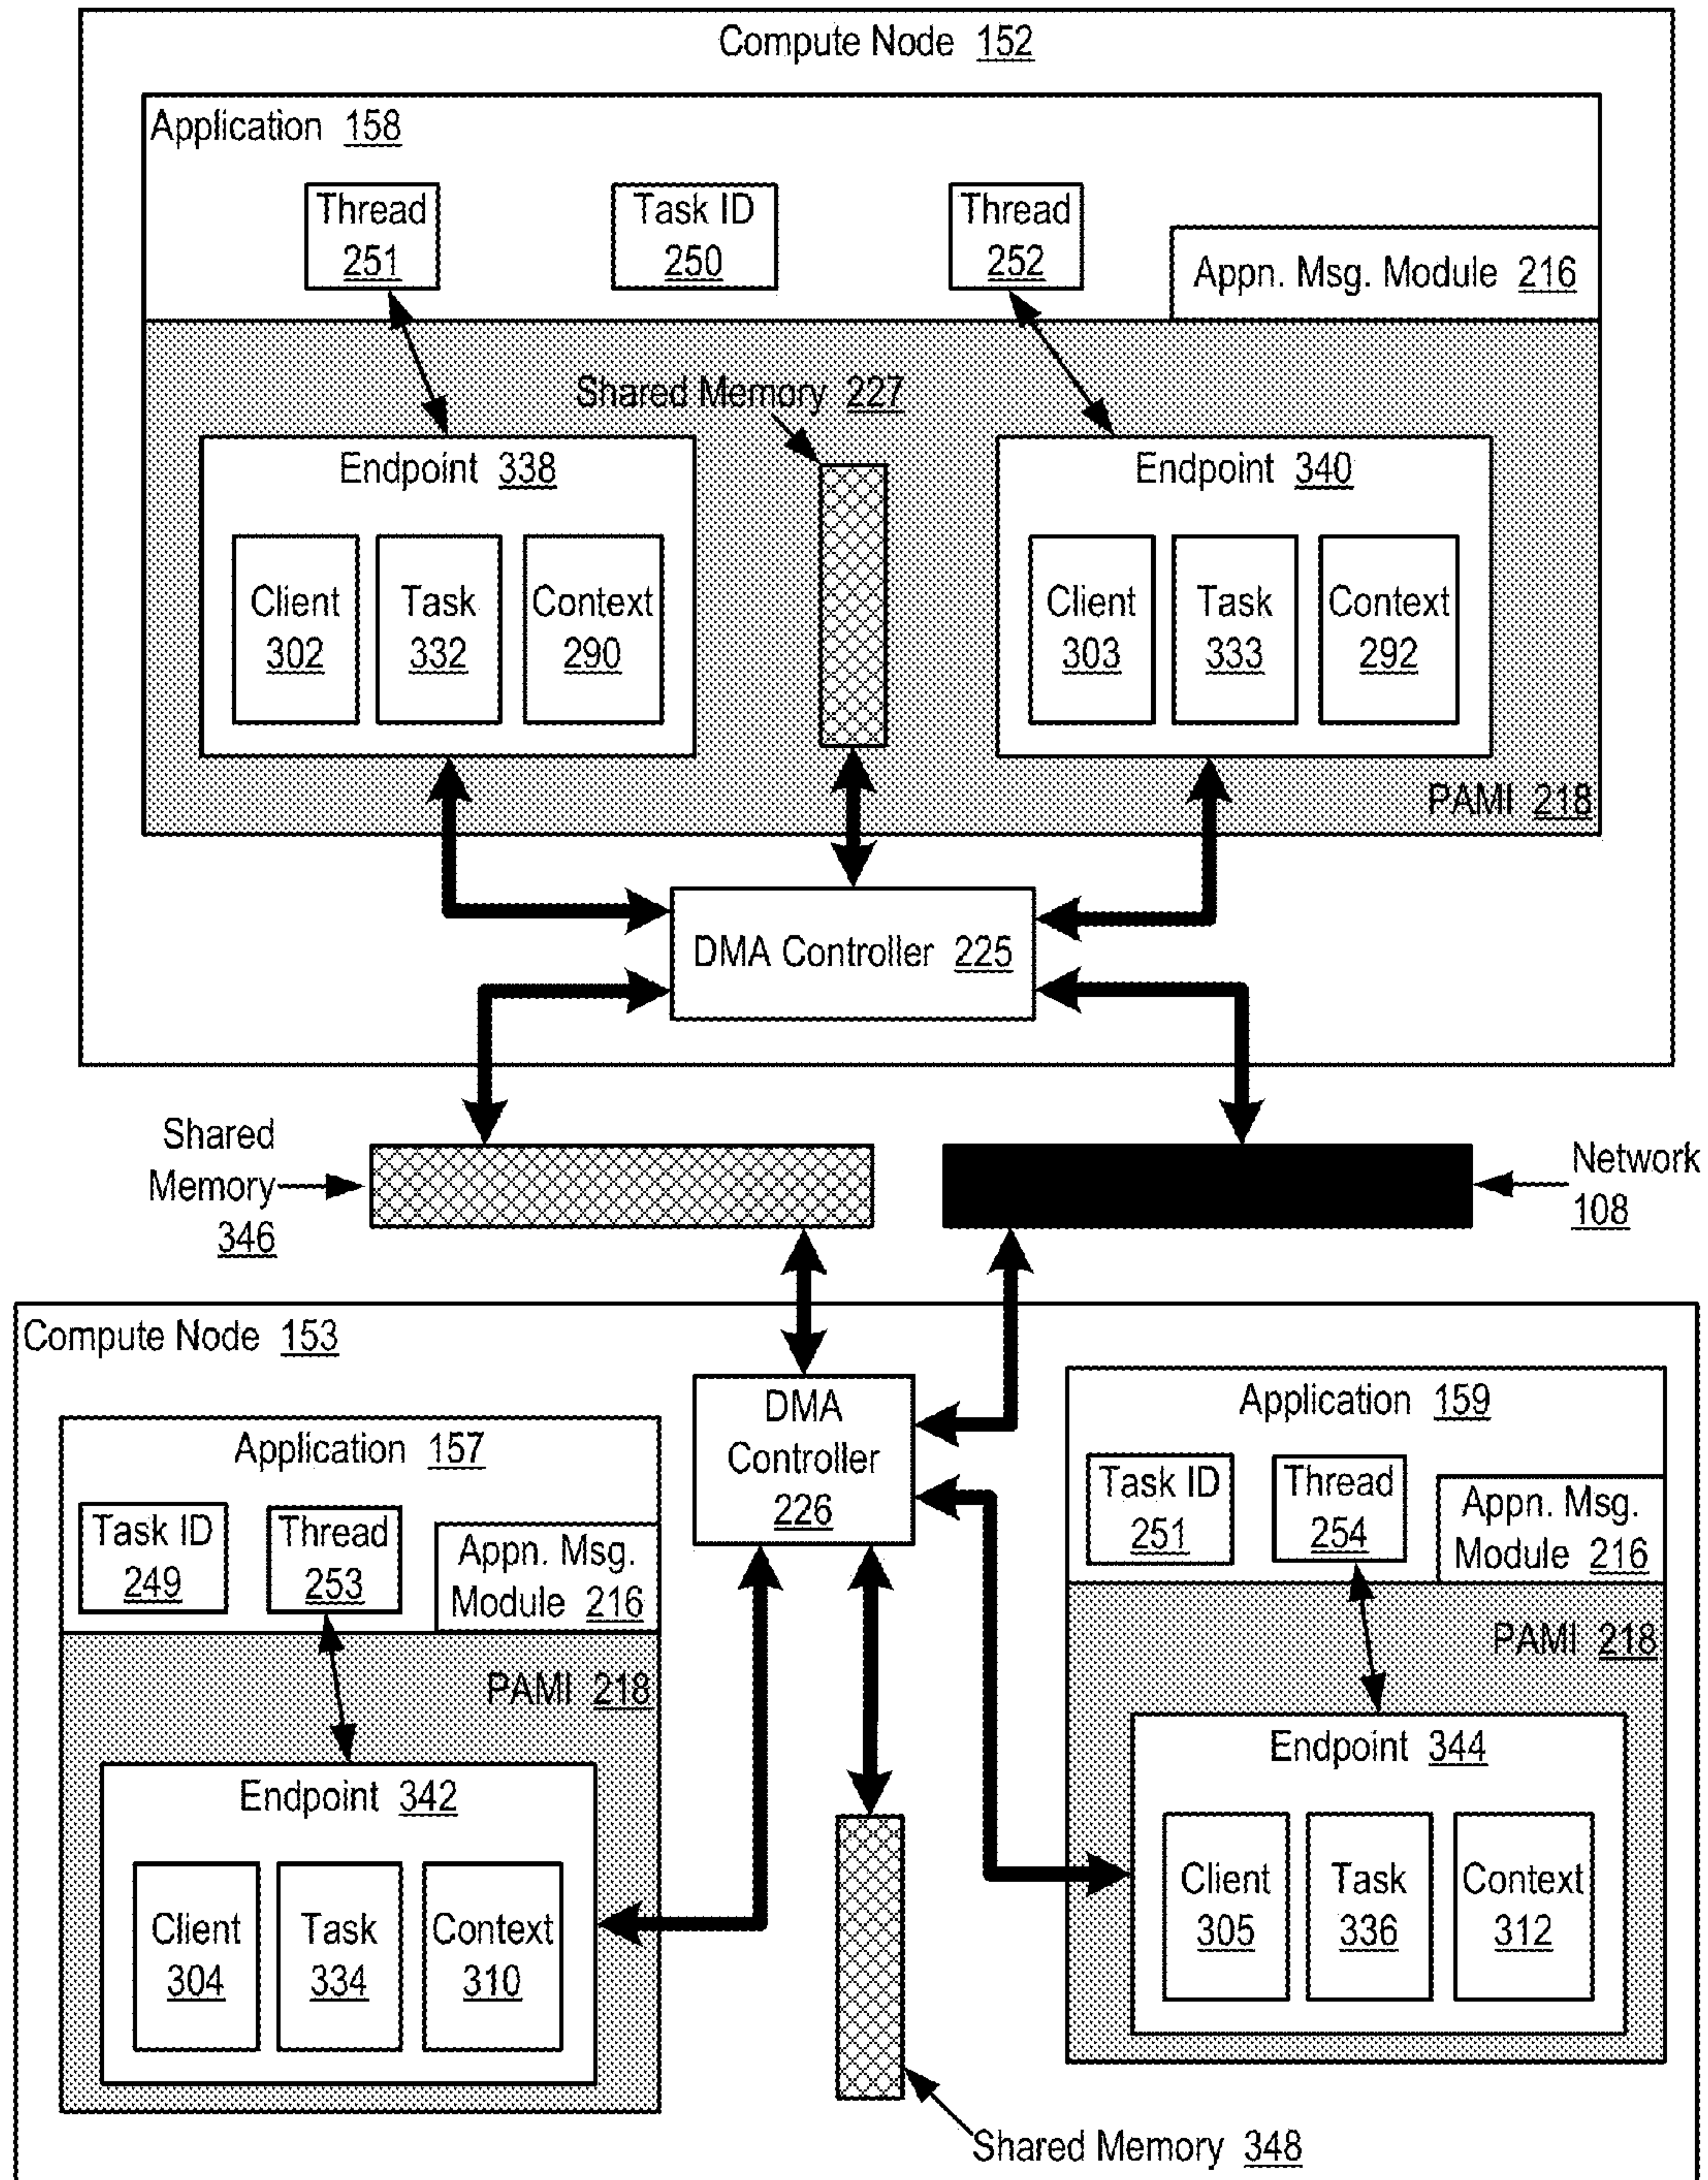 Compute Node 152
Application 158
Thread
251
Task ID
250
Thread
252
Appn. Msg. Module 216
Shared Memory 227
Endpoint 338
Client
302
Task
332
Context
290
Endpoint 340
Client
303
Task
333
Context
292
PAMI 218
DMA Controller 225
Shared
Memory
346
Network
108
Compute Node 153
DMA
Controller
226
Application 157
Task ID
249
Thread
253
Appn. Msg.
Module 216
PAMI 218
Endpoint 342
Client
304
Task
334
Context
310
Application 159
Task ID
251
Thread
254
Appn. Msg.
Module 216
PAMI 218
Endpoint 344
Client
305
Task
336
Context
312
Shared Memory 348